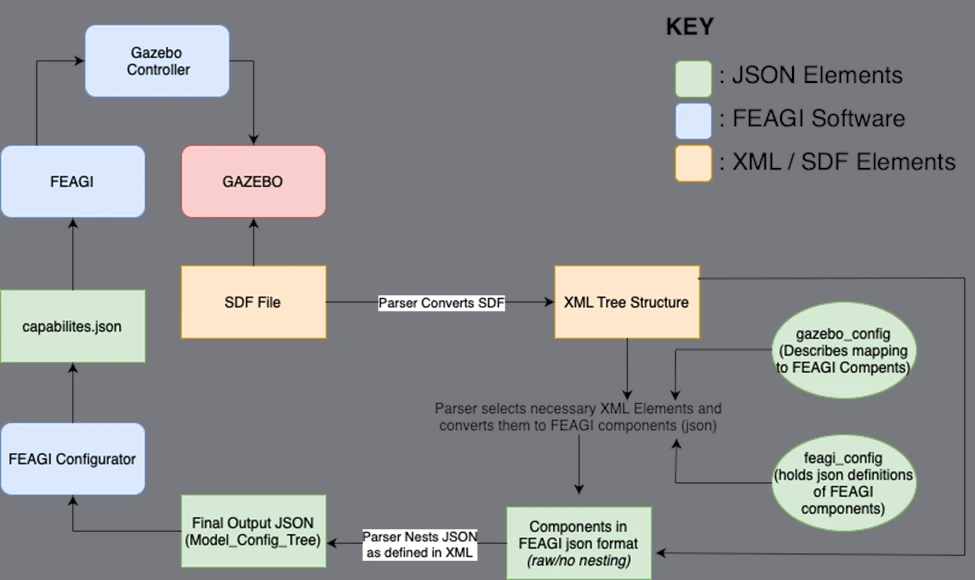 KEY
: JSON Elements
: FEAGI Software
: XML / SDF Elements
Gazebo
Controller
FEAGI
GAZEBO
SDF File
Parser Converts SDF
XML Tree Structure
capabilites.json
gazebo_config
(Describes mapping
to FEAGI Compents)
Parser selects necessary XML Elements and
converts them to FEAGI components (json)
FEAGI Configurator
feagi_config
(holds json definitions
of FEAGI
components)
Final Output JSON
(Model_Config_Tree)
Parser Nests JSON
as defined in XML
Components in
FEAGI json format
(raw/no nesting)